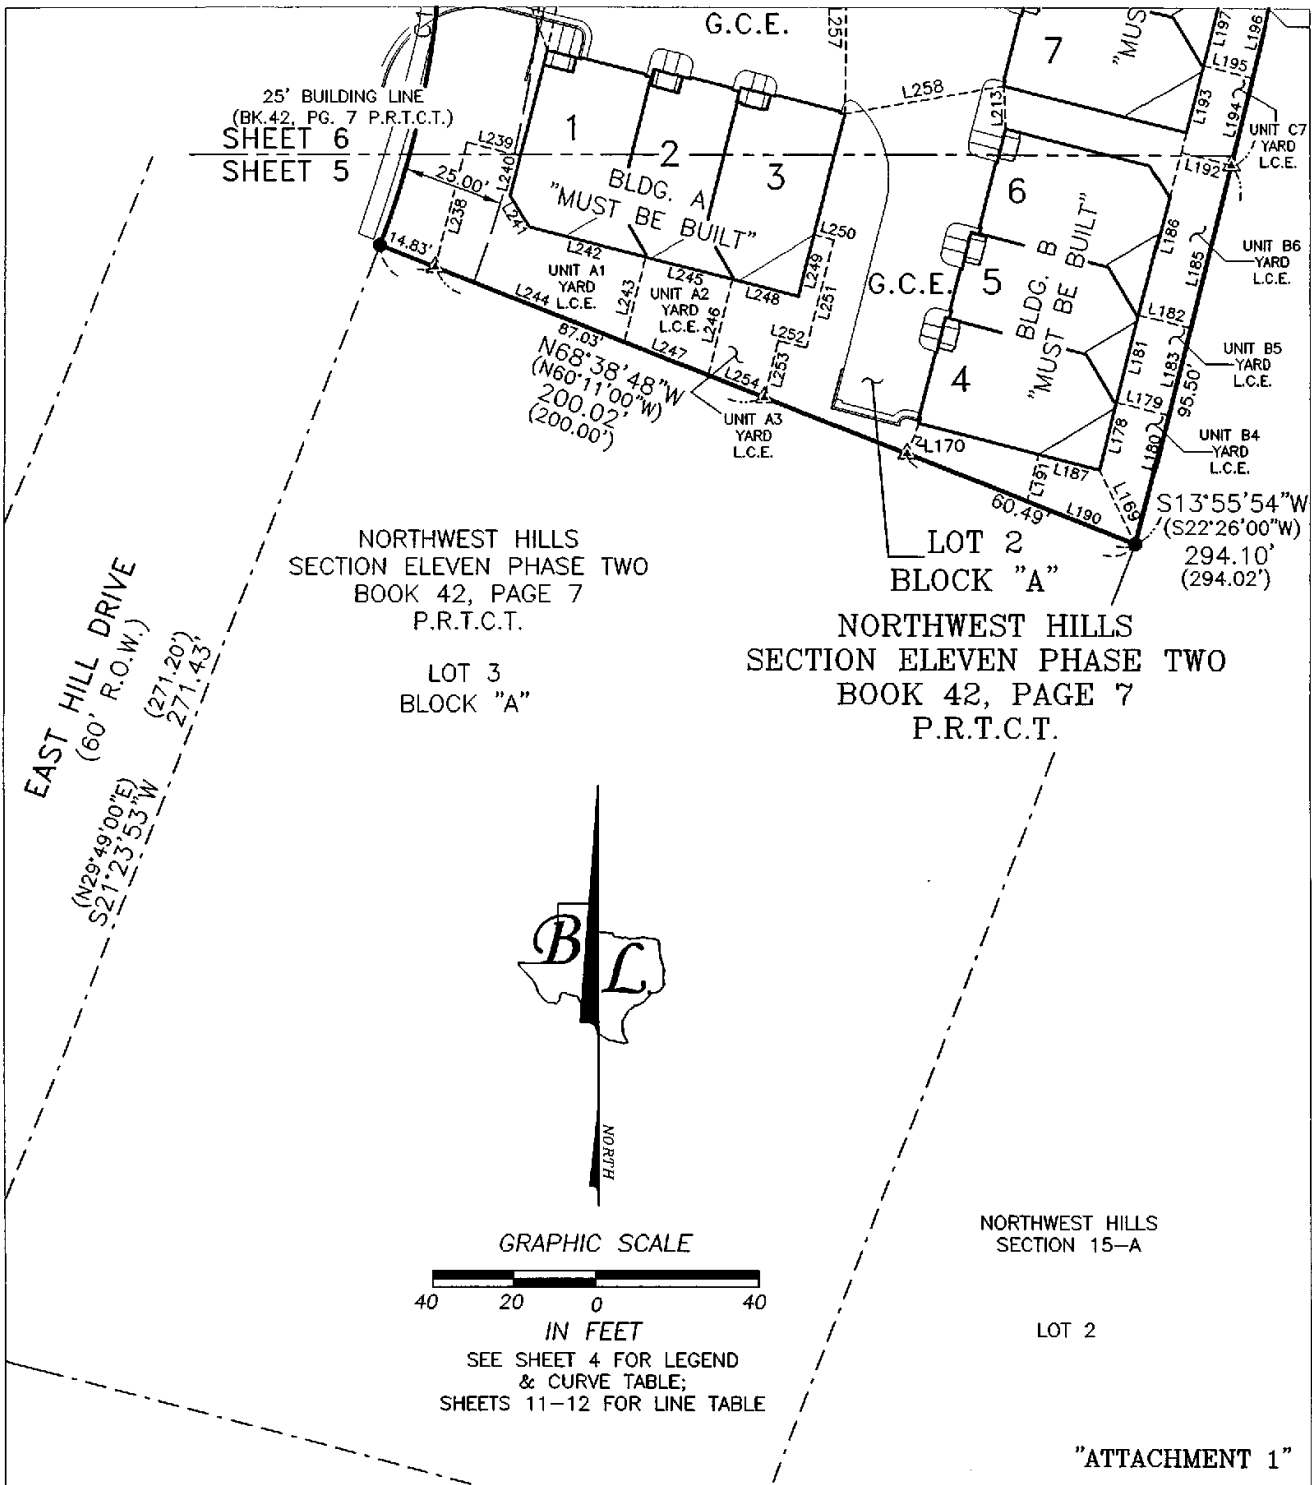 G.C.E.
L257
7
"MUS
L197
L196
L195
L193
L194
UNIT C7
YARD
L.C.E.
L258
L213
25' BUILDING LINE
(BK.42, PG. 7 P.R.T.C.T.)
SHEET 6
SHEET 5
L239
L240
25.00'
L238
L241
14.83'
1
2
3
BLDG. A
"MUST BE BUILT"
L242
L245
L248
L250
L249
L251
L252
L253
L243
L246
L244
L247
L254
UNIT A1
YARD
L.C.E.
UNIT A2
YARD
L.C.E.
UNIT A3
YARD
L.C.E.
87.03'
N68°38'48"W
(N60°11'00"W)
200.02'
(200.00')
G.C.E.
6
5
4
BLDG. B
"MUST BE BUILT"
L192
L186
L185
UNIT B6
YARD
L.C.E.
L182
L181
L183
95.50'
UNIT B5
YARD
L.C.E.
L179
L178
L180
UNIT B4
YARD
L.C.E.
L170
L191
L187
L190
L169
60.49'
S13°55'54"W
(S22°26'00"W)
294.10'
(294.02')
LOT 2
BLOCK "A"
NORTHWEST HILLS
SECTION ELEVEN PHASE TWO
BOOK 42, PAGE 7
P.R.T.C.T.
NORTHWEST HILLS
SECTION ELEVEN PHASE TWO
BOOK 42, PAGE 7
P.R.T.C.T.
LOT 3
BLOCK "A"
EAST HILL DRIVE
(60' R.O.W.)
(271.20')
271.43'
(N29°49'00"E)
S21°23'53"W
B L
NORTH
GRAPHIC SCALE
40 20 0 40
IN FEET
SEE SHEET 4 FOR LEGEND
& CURVE TABLE;
SHEETS 11-12 FOR LINE TABLE
NORTHWEST HILLS
SECTION 15-A
LOT 2
"ATTACHMENT 1"